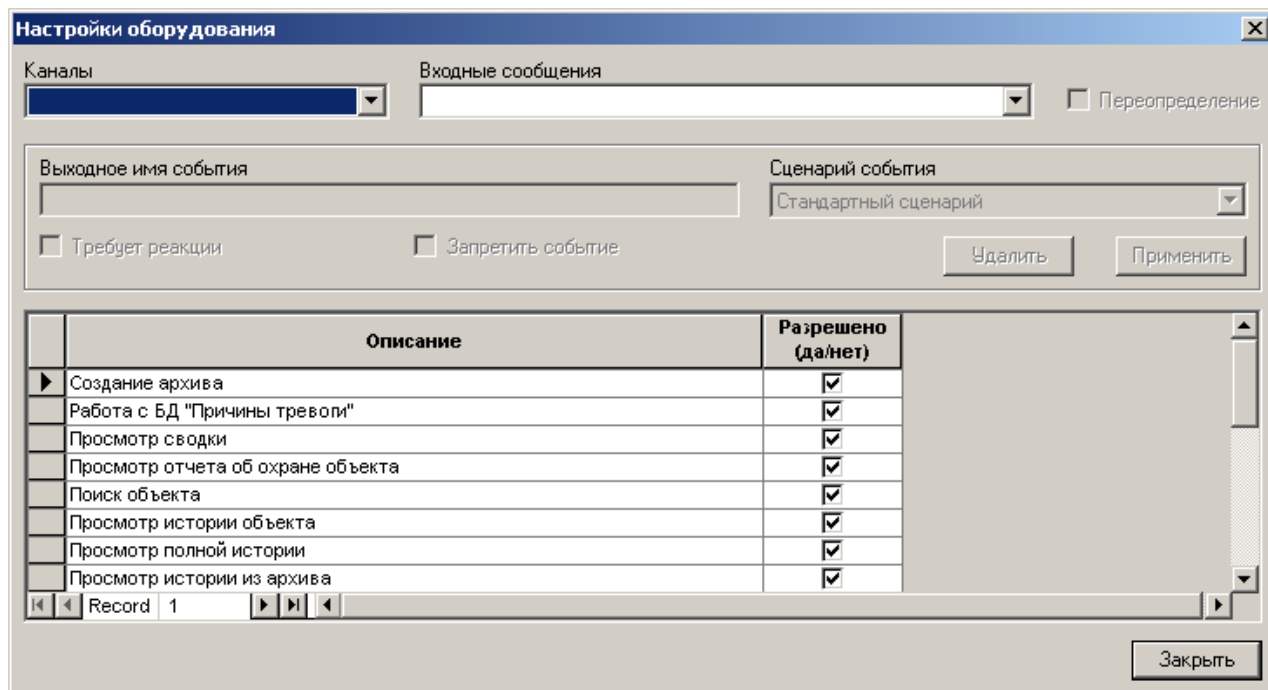 Настройки оборудования
Каналы
Входные сообщения
Переопределение
Выходное имя события
Сценарий события
Стандартный сценарий
Требует реакции
Запретить событие
Удалить
Применить
Описание
Разрешено
(да/нет)
Создание архива
Работа с БД "Причины тревоги"
Просмотр сводки
Просмотр отчета об охране объекта
Поиск объекта
Просмотр истории объекта
Просмотр полной истории
Просмотр истории из архива
Record 1
Закрыть